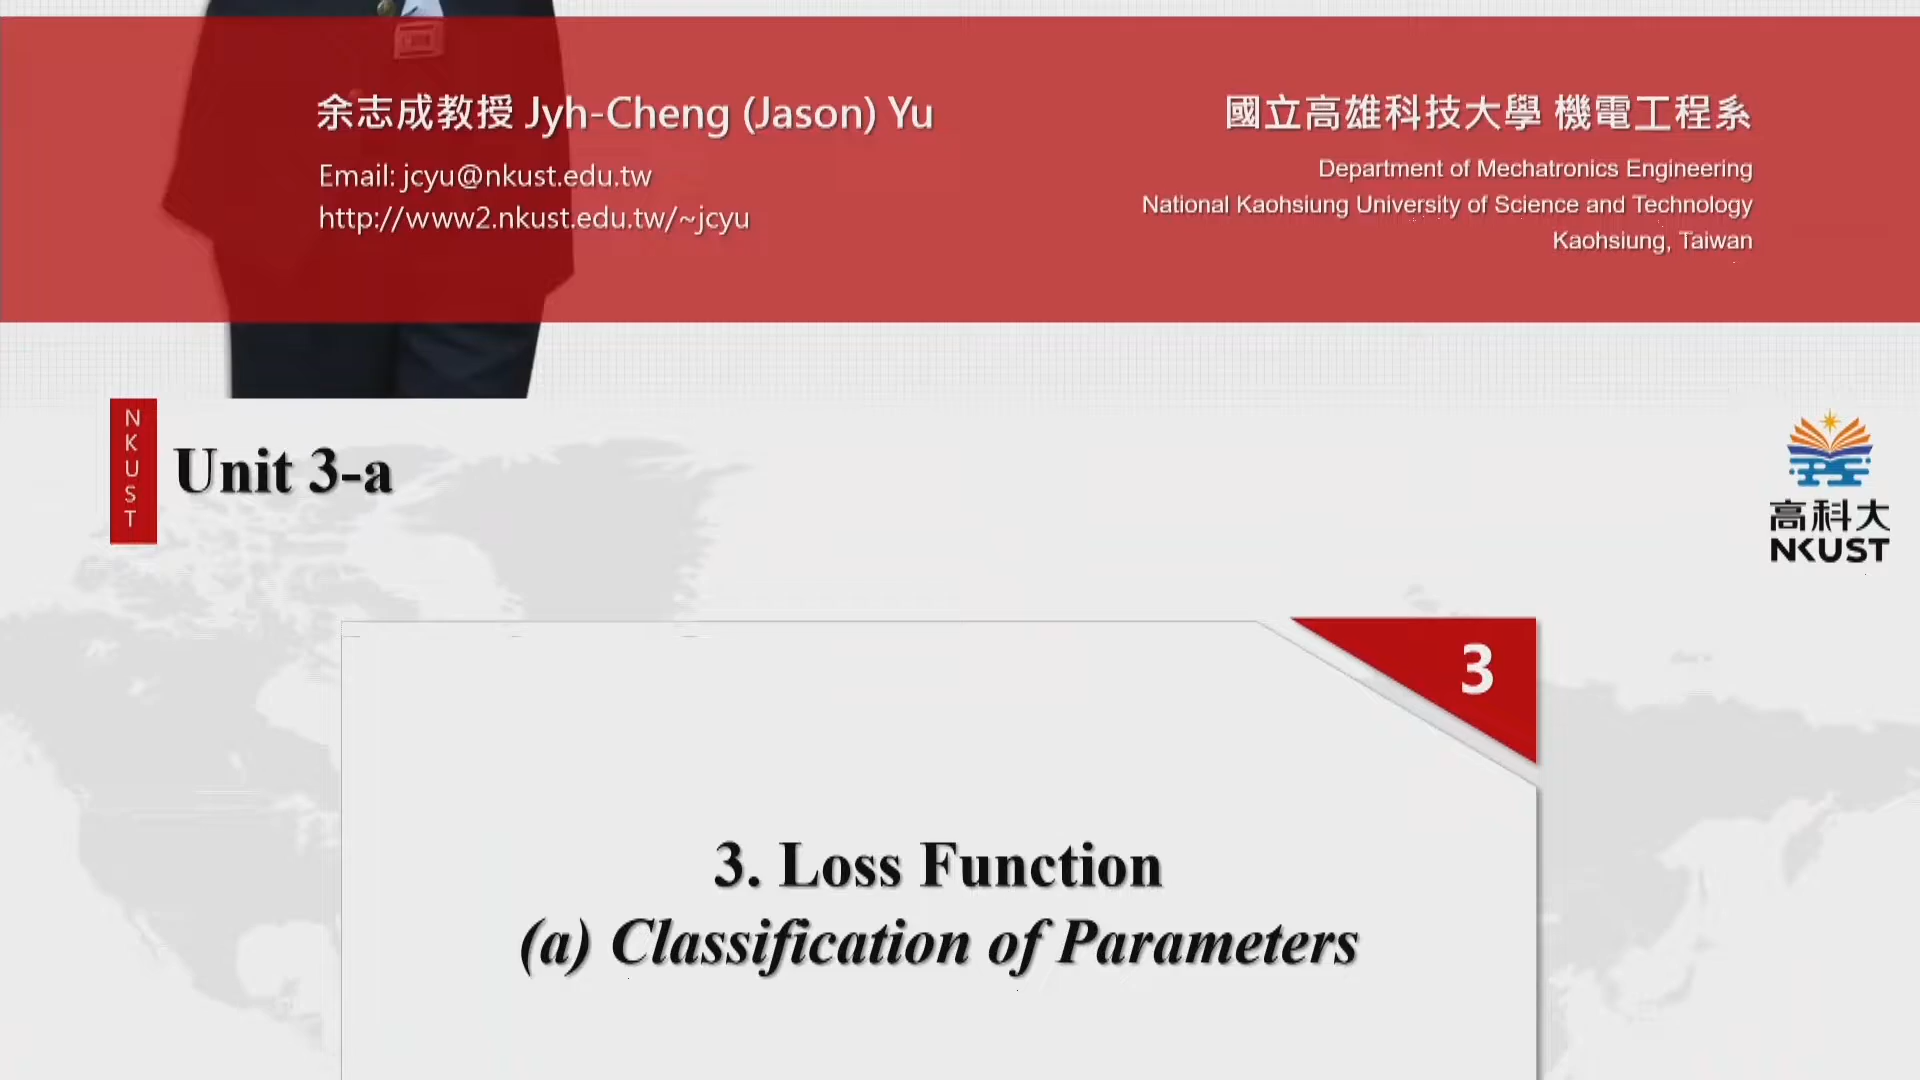 余志成教授 Jyh-Cheng (Jason) Yu
Email: jcyu@nkust.edu.tw
http://www2.nkust.edu.tw/~jcyu
國立高雄科技大學 機電工程系
Department of Mechatronics Engineering
National Kaohsiung University of Science and Technology
Kaohsiung, Taiwan
NKUST
Unit 3-a
高科大
NKUST
3
3. Loss Function
(a) Classification of Parameters